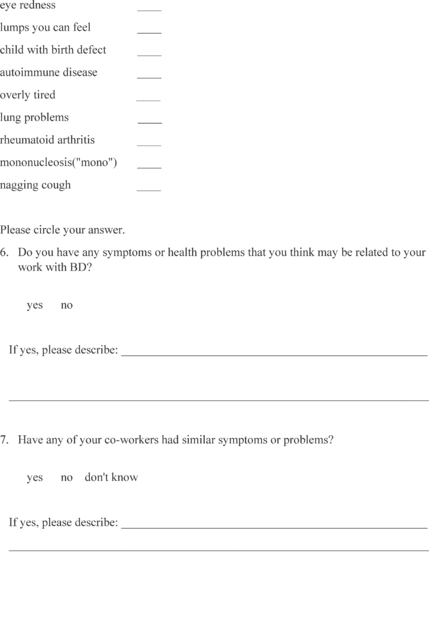 eye redness ____
lumps you can feel ____
child with birth defect ____
autoimmune disease ____
overly tired ____
lung problems ____
rheumatoid arthritis ____
mononucleosis("mono") ____
nagging cough ____
Please circle your answer.
6. Do you have any symptoms or health problems that you think may be related to your
work with BD?
yes no
If yes, please describe: ____
7. Have any of your co-workers had similar symptoms or problems?
yes no don't know
If yes, please describe: ____